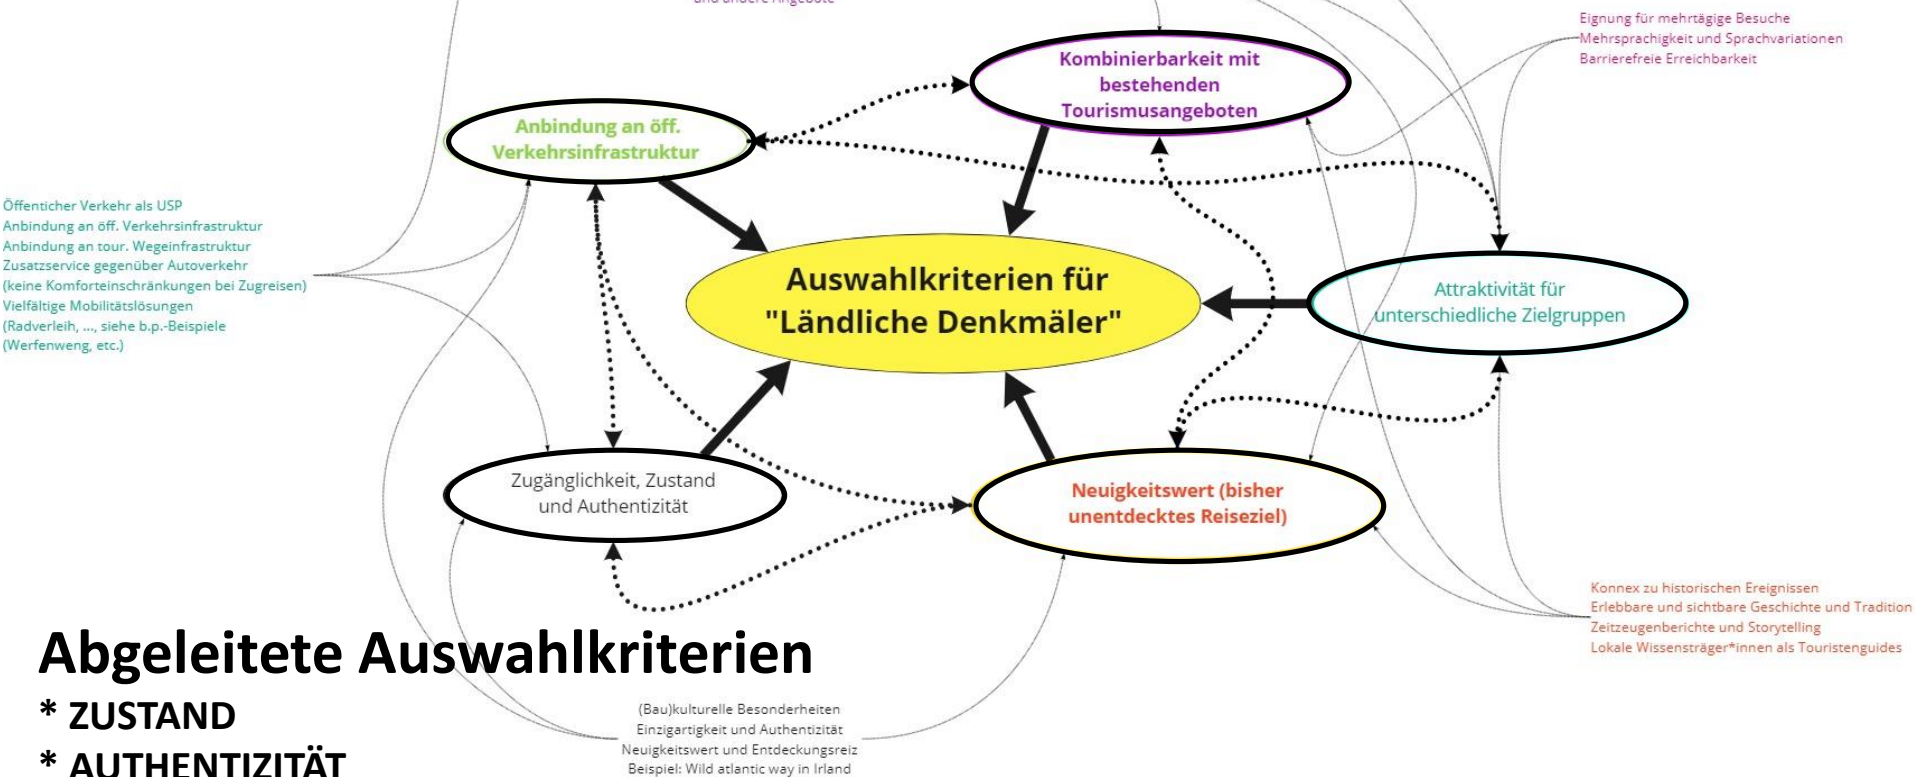 und andere Angebote
Eignung für mehrtägige Besuche
Mehrsprachigkeit und Sprachvariationen
Barrierefreie Erreichbarkeit
Kombinierbarkeit mit
bestehenden
Tourismusangeboten
Anbindung an öff.
Verkehrsinfrastruktur
Öffenticher Verkehr als USP
Anbindung an öff. Verkehrsinfrastruktur
Anbindung an tour. Wegeinfrastruktur
Zusatzservice gegenüber Autoverkehr
(keine Komforteinschränkungen bei Zugreisen)
Vielfältige Mobilitätslösungen
(Radverleih, ..., siehe b.p.-Beispiele
(Werfenweng, etc.)
Auswahlkriterien für
"Ländliche Denkmäler"
Attraktivität für
unterschiedliche Zielgruppen
Zugänglichkeit, Zustand
und Authentizität
Neuigkeitswert (bisher
unentdecktes Reiseziel)
Konnex zu historischen Ereignissen
Erlebbare und sichtbare Geschichte und Tradition
Zeitzeugenberichte und Storytelling
Lokale Wissensträger*innen als Touristenguides
Abgeleitete Auswahlkriterien
* ZUSTAND
* AUTHENTIZITÄT
(Bau)kulturelle Besonderheiten
Einzigartigkeit und Authentizität
Neuigkeitswert und Entdeckungsreiz
Beispiel: Wild atlantic way in Irland